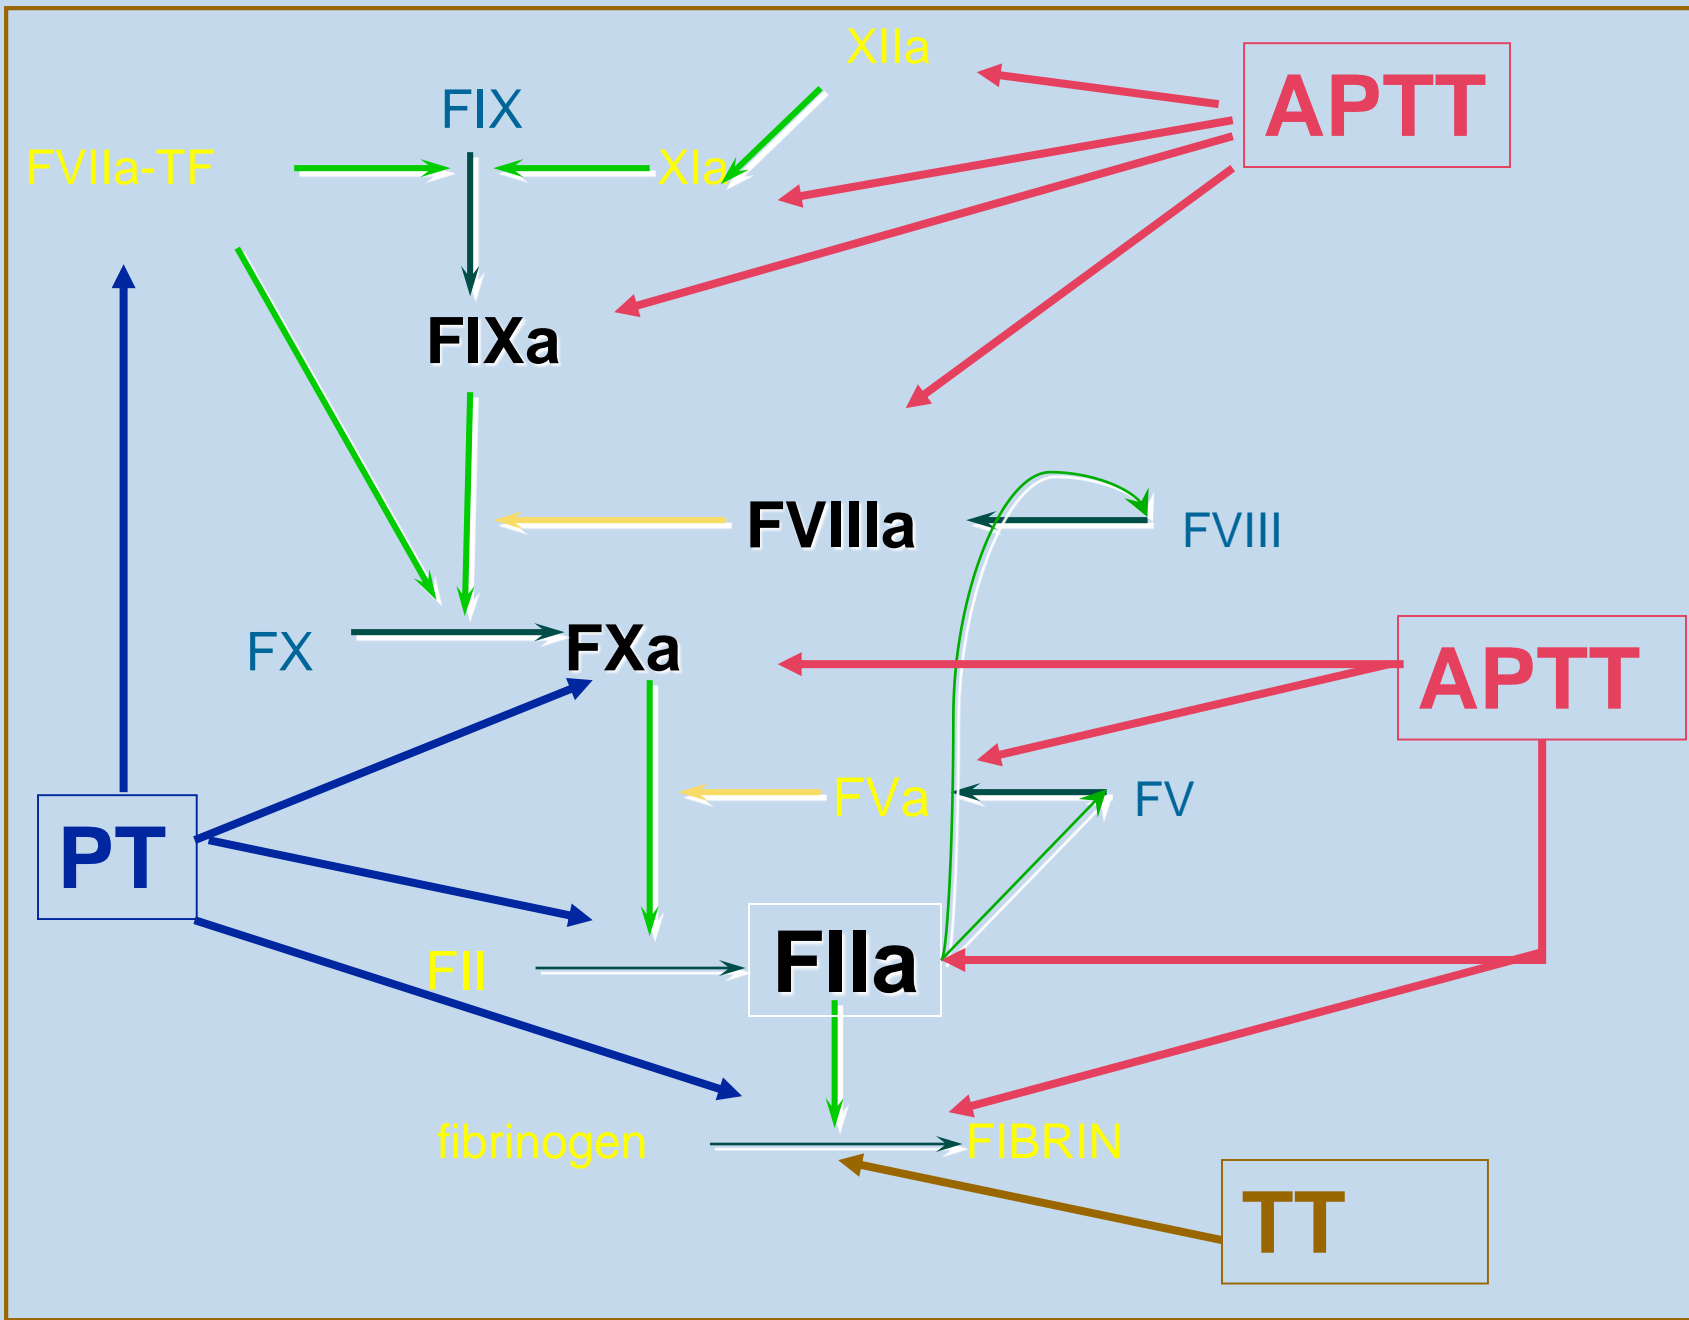 XIIa
APTT
FIX
FVIIa-TF
XIa
FIXa
FVIIIa
FVIII
FX
FXa
APTT
FVa
FV
PT
FII
FIIa
fibrinogen
FIBRIN
TT